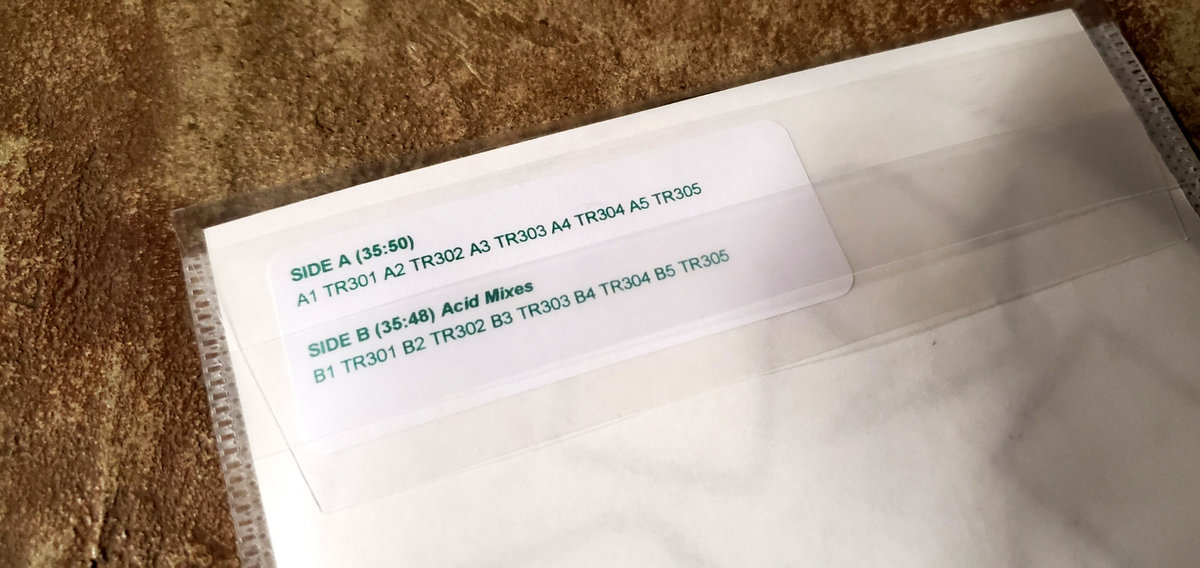 SIDE A (35:50)
A1 TR301 A2 TR302 A3 TR303 A4 TR304 A5 TR305
SIDE B (35:48) Acid Mixes
B1 TR301 B2 TR302 B3 TR303 B4 TR304 B5 TR305